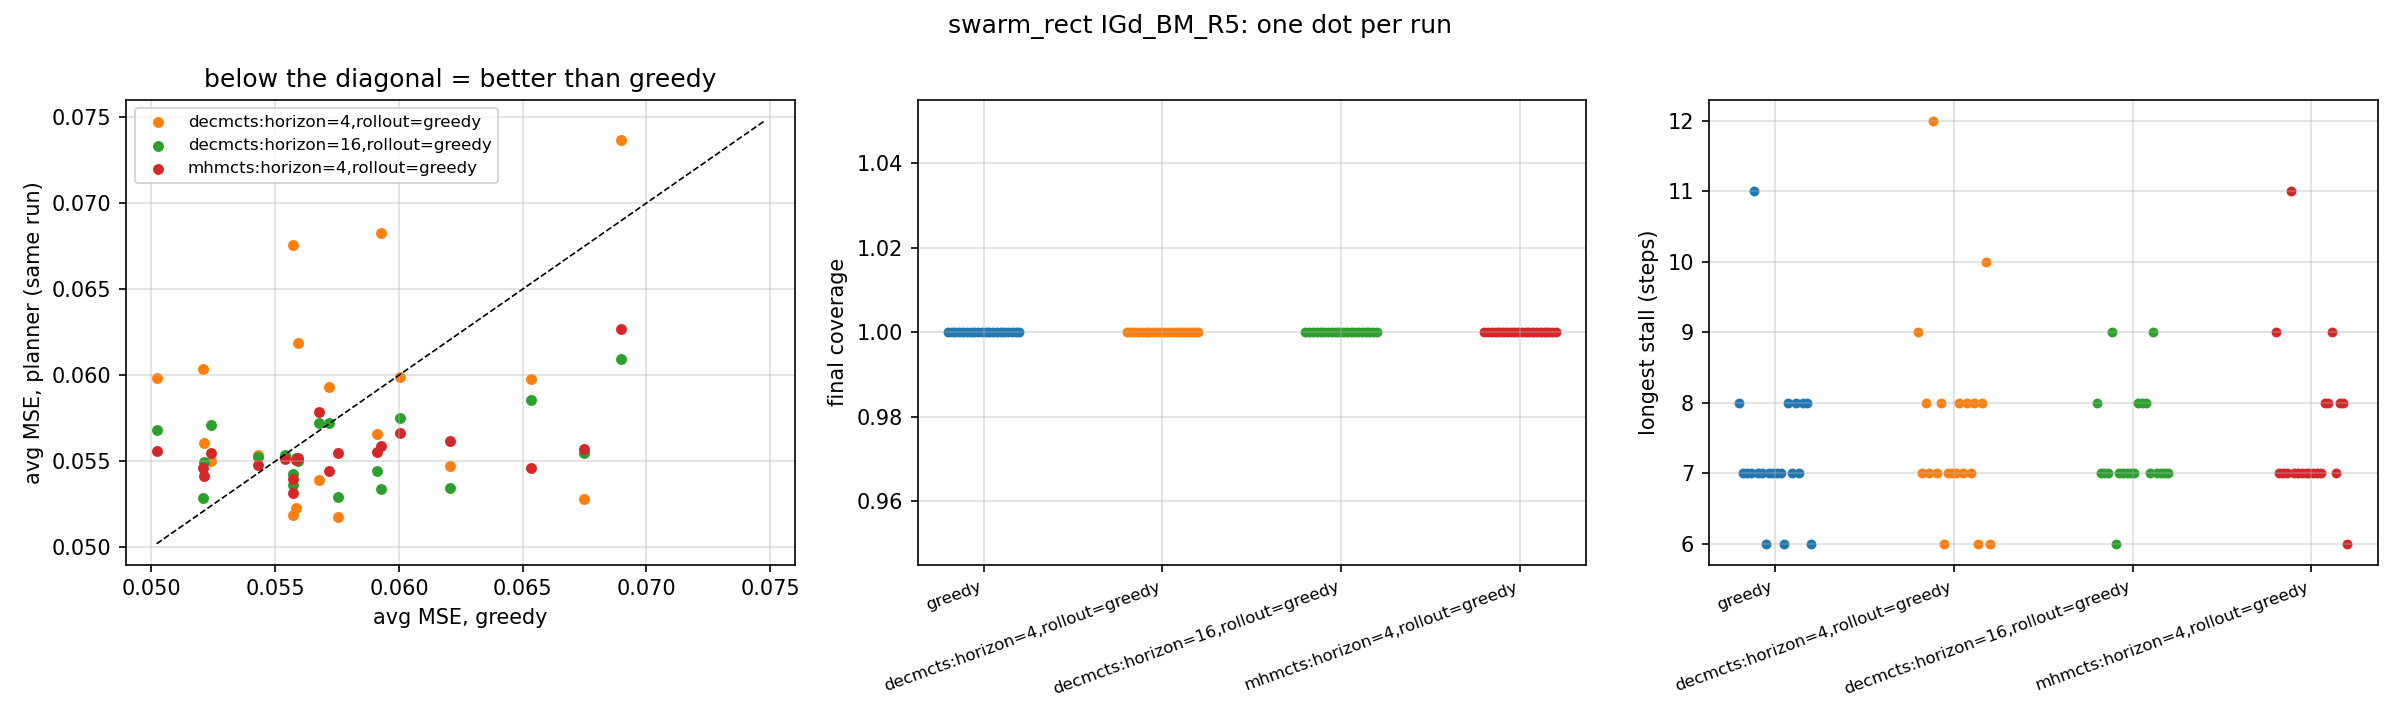 swarm_rect IGd_BM_R5: one dot per run
below the diagonal = better than greedy
decmcts:horizon=4,rollout=greedy
decmcts:horizon=16,rollout=greedy
mhmcts:horizon=4,rollout=greedy
avg MSE, planner (same run)
0.075
0.070
0.065
0.060
0.055
0.050
0.050
0.055
0.060
0.065
0.070
0.075
avg MSE, greedy
final coverage
1.04
1.02
1.00
0.98
0.96
greedy
decmcts:horizon=4,rollout=greedy
decmcts:horizon=16,rollout=greedy
mhmcts:horizon=4,rollout=greedy
longest stall (steps)
12
11
10
9
8
7
6
greedy
decmcts:horizon=4,rollout=greedy
decmcts:horizon=16,rollout=greedy
mhmcts:horizon=4,rollout=greedy